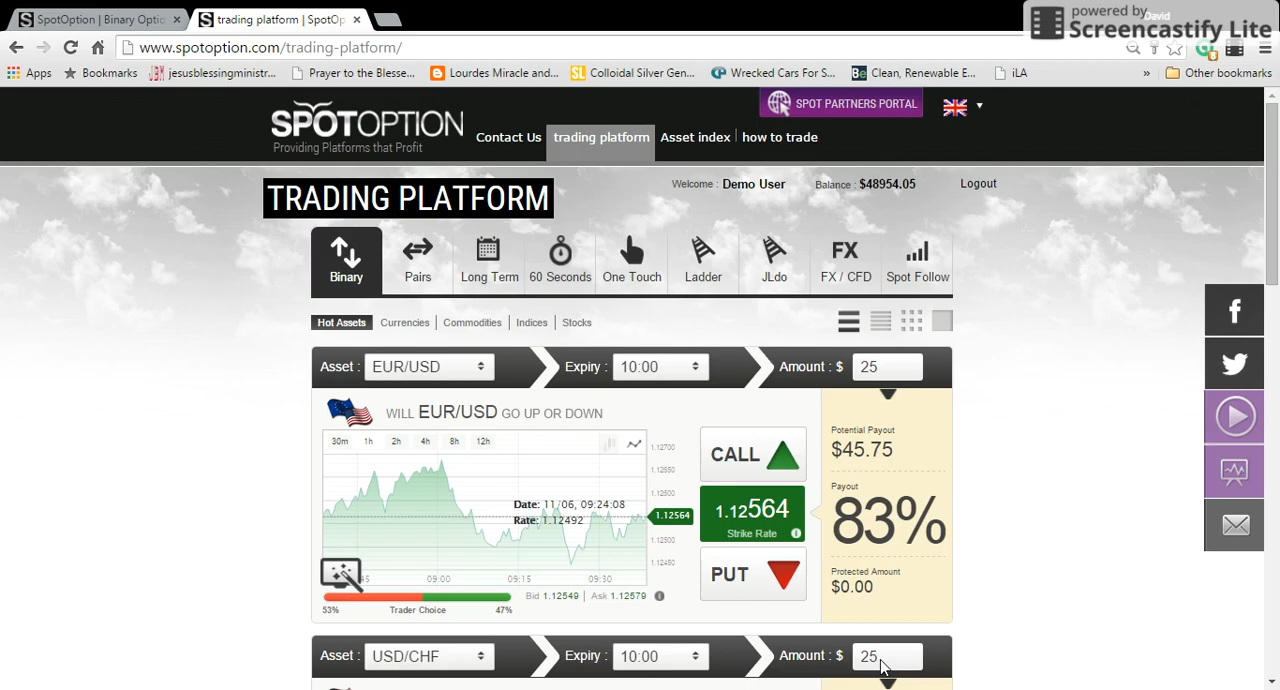 SpotOption | Binary Optio
trading platform | SpotOp
powered by
David
Screencastify Lite
www.spotoption.com/trading-platform/
Apps
Bookmarks
jesusblessingministr...
Prayer to the Blesse...
Lourdes Miracle and...
SL
Colloidal Silver Gen...
CP
Wrecked Cars For S...
Be
Clean, Renewable E...
iLA
»
Other bookmarks
SPOTOPTION
Providing Platforms that Profit
SPOT PARTNERS PORTAL
Contact Us
trading platform
Asset index
how to trade
TRADING PLATFORM
Welcome : Demo User
Balance : $48954.05
Logout
Binary
Pairs
Long Term
60 Seconds
One Touch
Ladder
JLdo
FX
FX / CFD
Spot Follow
Hot Assets
Currencies
Commodities
Indices
Stocks
Asset : EUR/USD
Expiry : 10:00
Amount : $ 25
WILL EUR/USD GO UP OR DOWN
30m 1h 2h 4h 8h 12h
1.12700
1.12650
1.12600
1.12564
1.12500
1.12450
Date: 11/06, 09:24:08
Rate: 1.12492
45 09:00 09:15 09:30
53% Trader Choice 47%
Bid 1.12549 | Ask 1.12579
CALL
1.12564
Strike Rate
PUT
Potential Payout
$45.75
Payout
83%
Protected Amount
$0.00
Asset : USD/CHF
Expiry : 10:00
Amount : $ 25